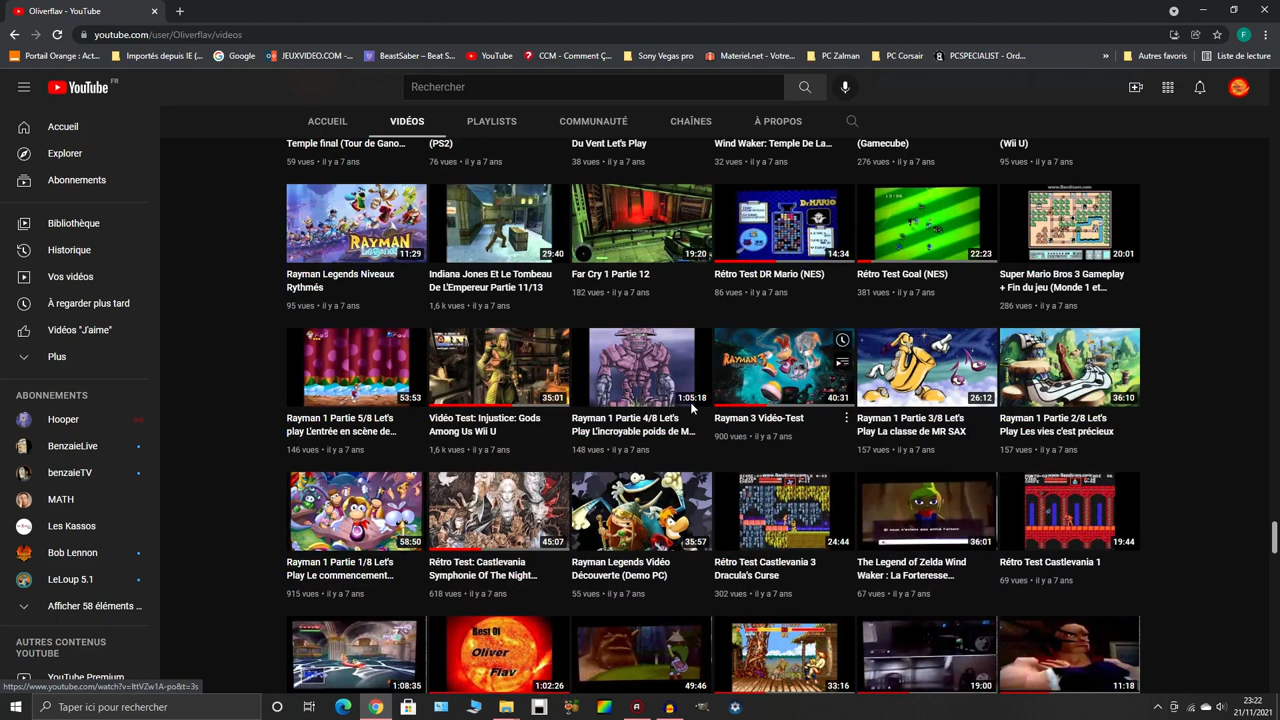 Oliverflav - YouTube
youtube.com/user/Oliverflav/videos
Portail Orange : Act...
Importés depuis IE (...
Google
JEUXVIDEO.COM - ...
BeastSaber – Beat S...
YouTube
CCM - Comment Ç...
Sony Vegas pro
Materiel.net - Votre...
PC Zalman
PC Corsair
PCSPECIALIST - Ord...
»
Autres favoris
Liste de lecture
YouTube FR
Rechercher
ACCUEIL
VIDÉOS
PLAYLISTS
COMMUNAUTÉ
CHAÎNES
À PROPOS
Accueil
Explorer
Abonnements
Bibliothèque
Historique
Vos vidéos
À regarder plus tard
Vidéos "J'aime"
Plus
ABONNEMENTS
Hooper
BenzaieLive
benzaieTV
MATH
Les Kassos
Bob Lennon
LeLoup 5.1
Afficher 58 éléments ...
AUTRES CONTENUS
YOUTUBE
YouTube Premium
Temple final (Tour de Gano...
59 vues • il y a 7 ans
(PS2)
76 vues • il y a 7 ans
Du Vent Let's Play
38 vues • il y a 7 ans
Wind Waker: Temple De La...
32 vues • il y a 7 ans
(Gamecube)
276 vues • il y a 7 ans
(Wii U)
95 vues • il y a 7 ans
RAYMAN
11:29
Rayman Legends Niveaux
Rythmés
95 vues • il y a 7 ans
29:40
Indiana Jones Et Le Tombeau
De L'Empereur Partie 11/13
1,6 k vues • il y a 7 ans
19:20
Far Cry 1 Partie 12
182 vues • il y a 7 ans
DR.MARIO
14:34
Rétro Test DR Mario (NES)
86 vues • il y a 7 ans
22:23
Rétro Test Goal (NES)
381 vues • il y a 7 ans
www.Bandicam.com
20:01
Super Mario Bros 3 Gameplay
+ Fin du jeu (Monde 1 et...
286 vues • il y a 7 ans
53:53
Rayman 1 Partie 5/8 Let's
play L'entrée en scène de...
146 vues • il y a 7 ans
35:01
Vidéo Test: Injustice: Gods
Among Us Wii U
1,6 k vues • il y a 7 ans
1:05:18
Rayman 1 Partie 4/8 Let's
Play L'incroyable poids de M...
148 vues • il y a 7 ans
RAYMAN 3
40:31
Rayman 3 Vidéo-Test
900 vues • il y a 7 ans
26:12
Rayman 1 Partie 3/8 Let's
Play La classe de MR SAX
157 vues • il y a 7 ans
36:10
Rayman 1 Partie 2/8 Let's
Play Les vies c'est précieux
157 vues • il y a 7 ans
58:50
Rayman 1 Partie 1/8 Let's
Play Le commencement...
915 vues • il y a 7 ans
45:07
Rétro Test: Castlevania
Symphonie Of The Night...
618 vues • il y a 7 ans
35:57
Rayman Legends Vidéo
Découverte (Demo PC)
55 vues • il y a 7 ans
24:44
Rétro Test Castlevania 3
Dracula's Curse
302 vues • il y a 7 ans
36:01
The Legend of Zelda Wind
Waker : La Forteresse...
67 vues • il y a 7 ans
19:44
Rétro Test Castlevania 1
69 vues • il y a 7 ans
1:08:35
Best Of
Oliver
Flav
1:02:26
49:46
33:16
19:00
11:18
https://www.youtube.com/watch?v=IttVZw1A-po&t=3s
Taper ici pour rechercher
23:22
21/11/2021